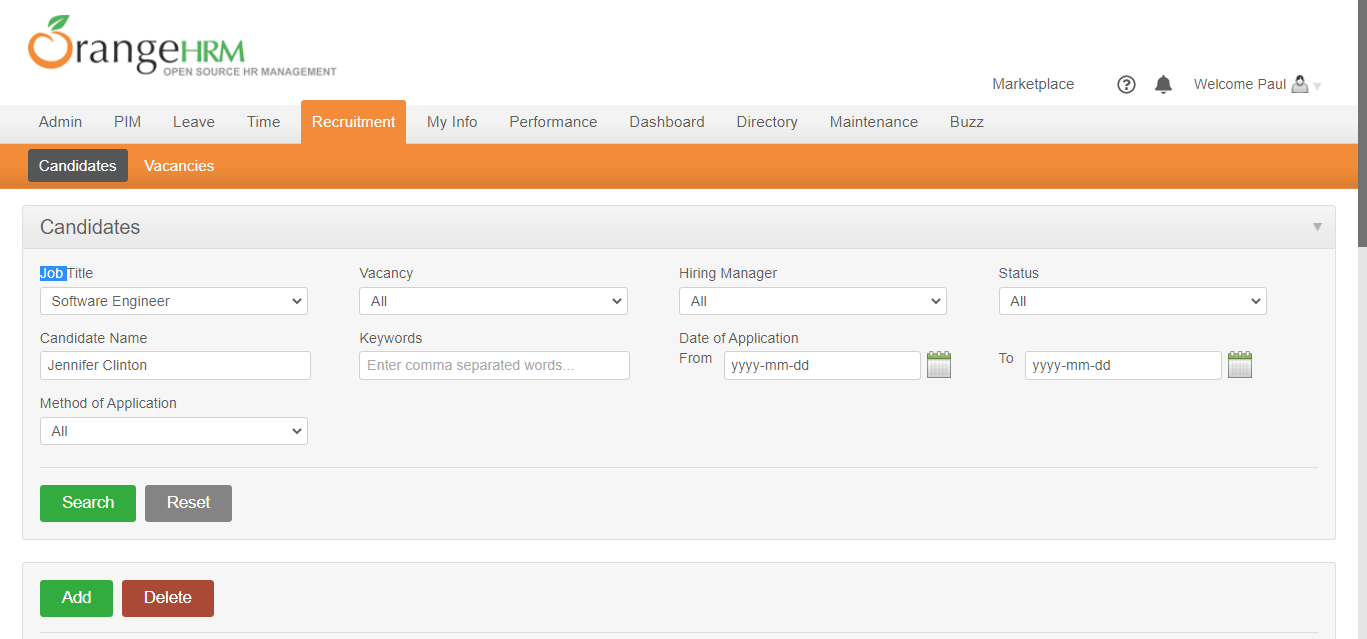 OrangeHRM
OPEN SOURCE HR MANAGEMENT
Marketplace ? Welcome Paul
Admin PIM Leave Time Recruitment My Info Performance Dashboard Directory Maintenance Buzz
Candidates Vacancies
Candidates
Job Title Vacancy Hiring Manager Status
Software Engineer All All All
Candidate Name Keywords Date of Application
From To
Jennifer Clinton Enter comma separated words... yyyy-mm-dd yyyy-mm-dd
Method of Application
All
Search Reset
Add Delete